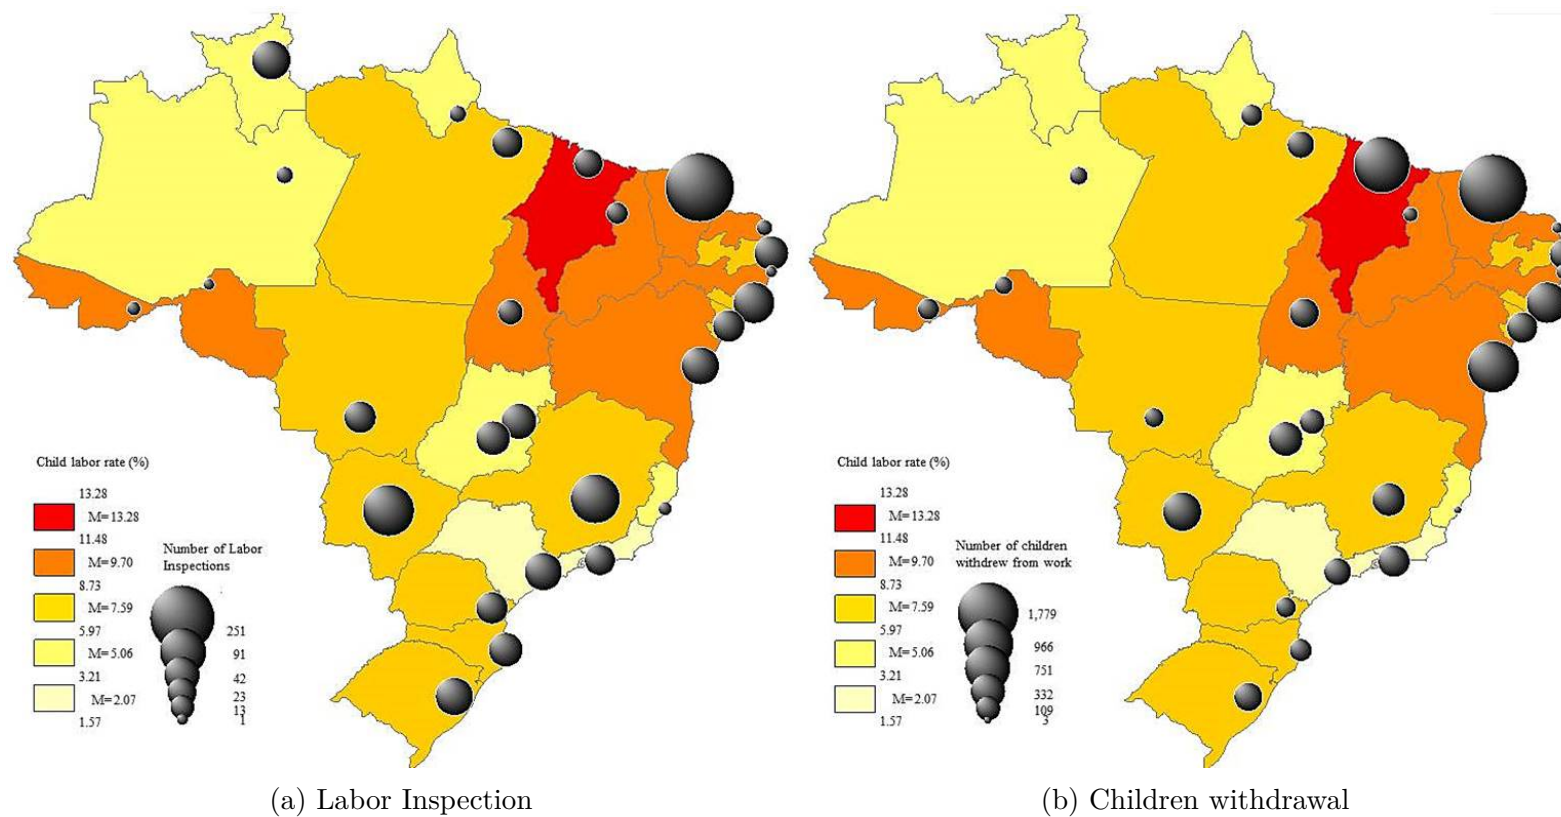 Child labor rate (%)
13.28
M=13.28
11.48
M=9.70
8.73
M=7.59
5.97
M=5.06
3.21
M=2.07
1.57
Number of Labor
Inspections
251
91
42
23
13
1
Child labor rate (%)
13.28
M=13.28
11.48
M=9.70
8.73
M=7.59
5.97
M=5.06
3.21
M=2.07
1.57
Number of children
withdrew from work
1,779
966
751
332
109
3
(a) Labor Inspection
(b) Children withdrawal